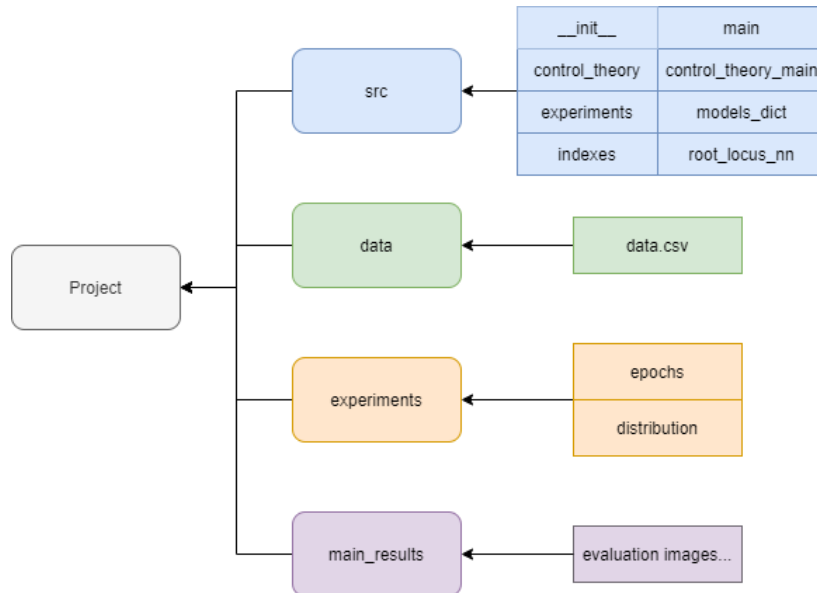 __init__
main
control_theory
control_theory_main
src
experiments
models_dict
indexes
root_locus_nn
data
data.csv
Project
epochs
experiments
distribution
main_results
evaluation images...